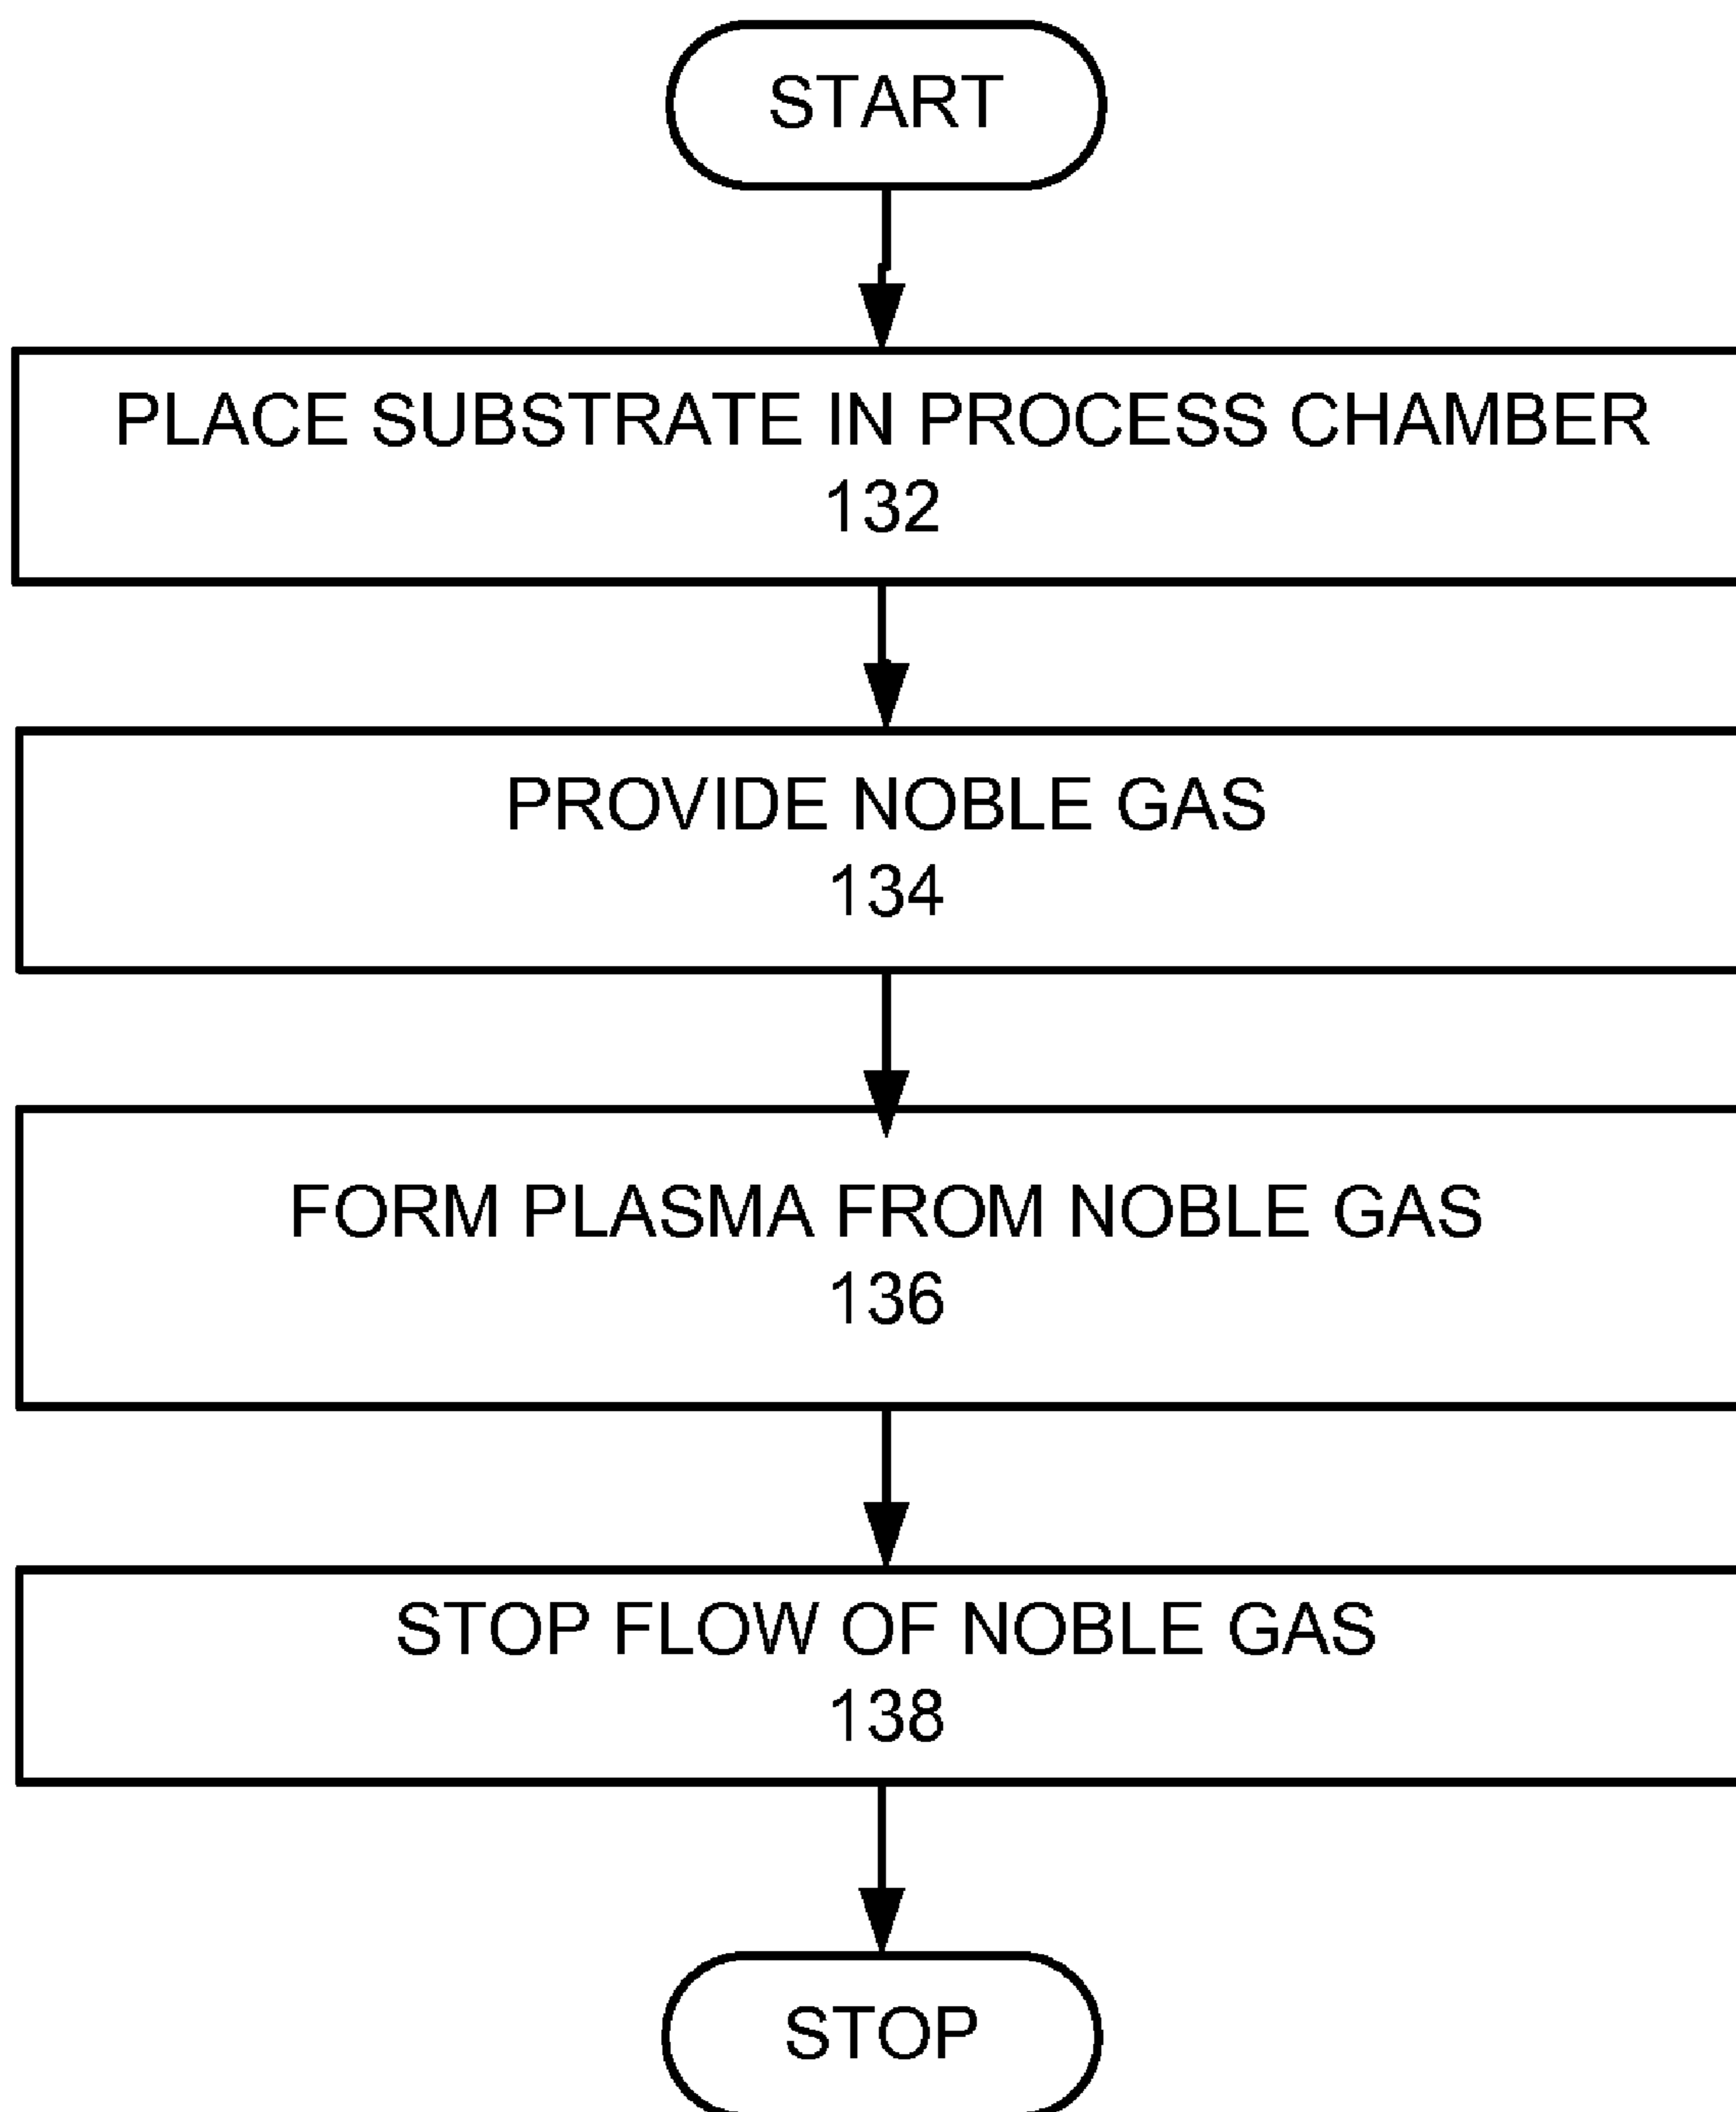 START
PLACE SUBSTRATE IN PROCESS CHAMBER
132
PROVIDE NOBLE GAS
134
FORM PLASMA FROM NOBLE GAS
136
STOP FLOW OF NOBLE GAS
138
STOP